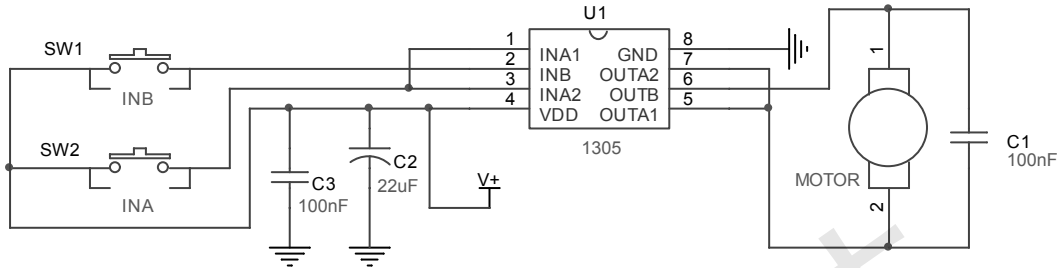 U1
SW1
INB
SW2
INA
1
2
3
4
INA1
INB
INA2
VDD
GND
OUTA2
OUTB
OUTA1
8
7
6
5
1305
C3
100nF
C2
22uF
V+
1
MOTOR
2
C1
100nF